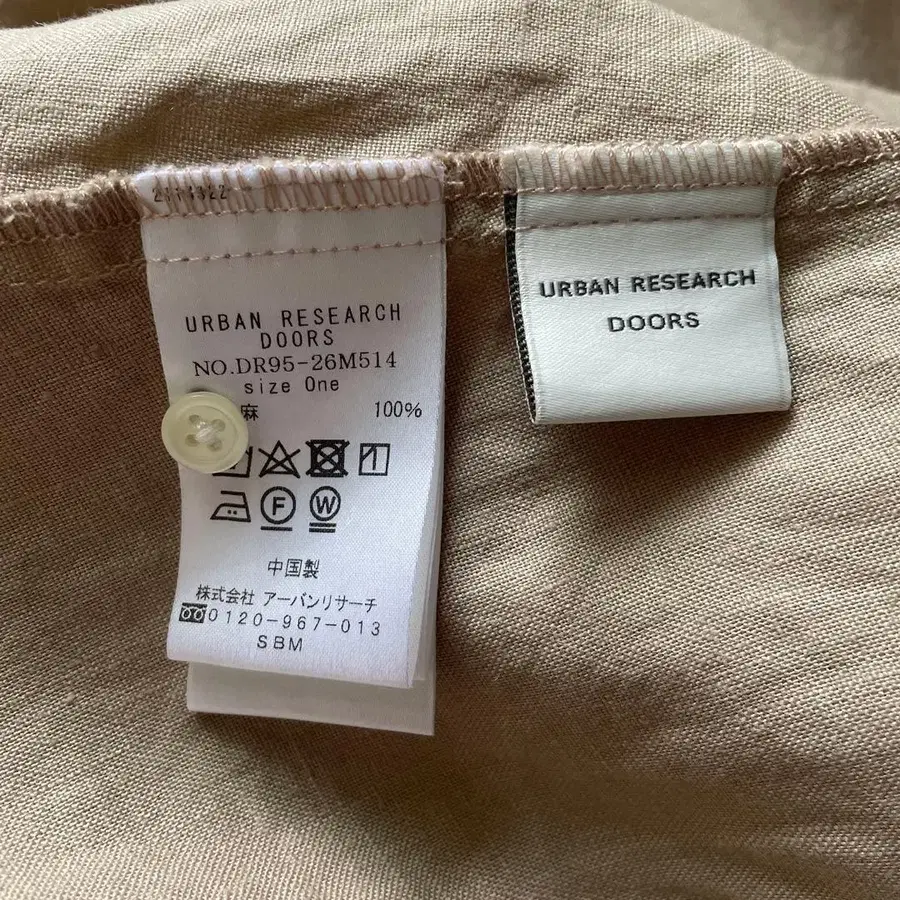 URBAN RESEARCH
DOORS
NO.DR95-26M514
size One
麻 100%
F W
中国製
株式会社 アーバンリサーチ
0120-967-013
SBM
URBAN RESEARCH
DOORS